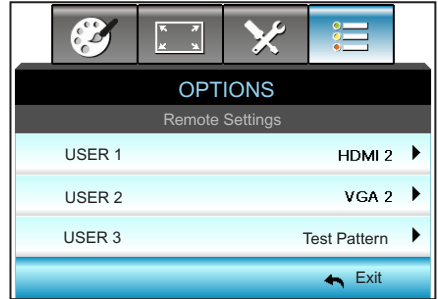 OPTIONS
Remote Settings
USER 1 HDMI 2
USER 2 VGA 2
USER 3 Test Pattern
Exit